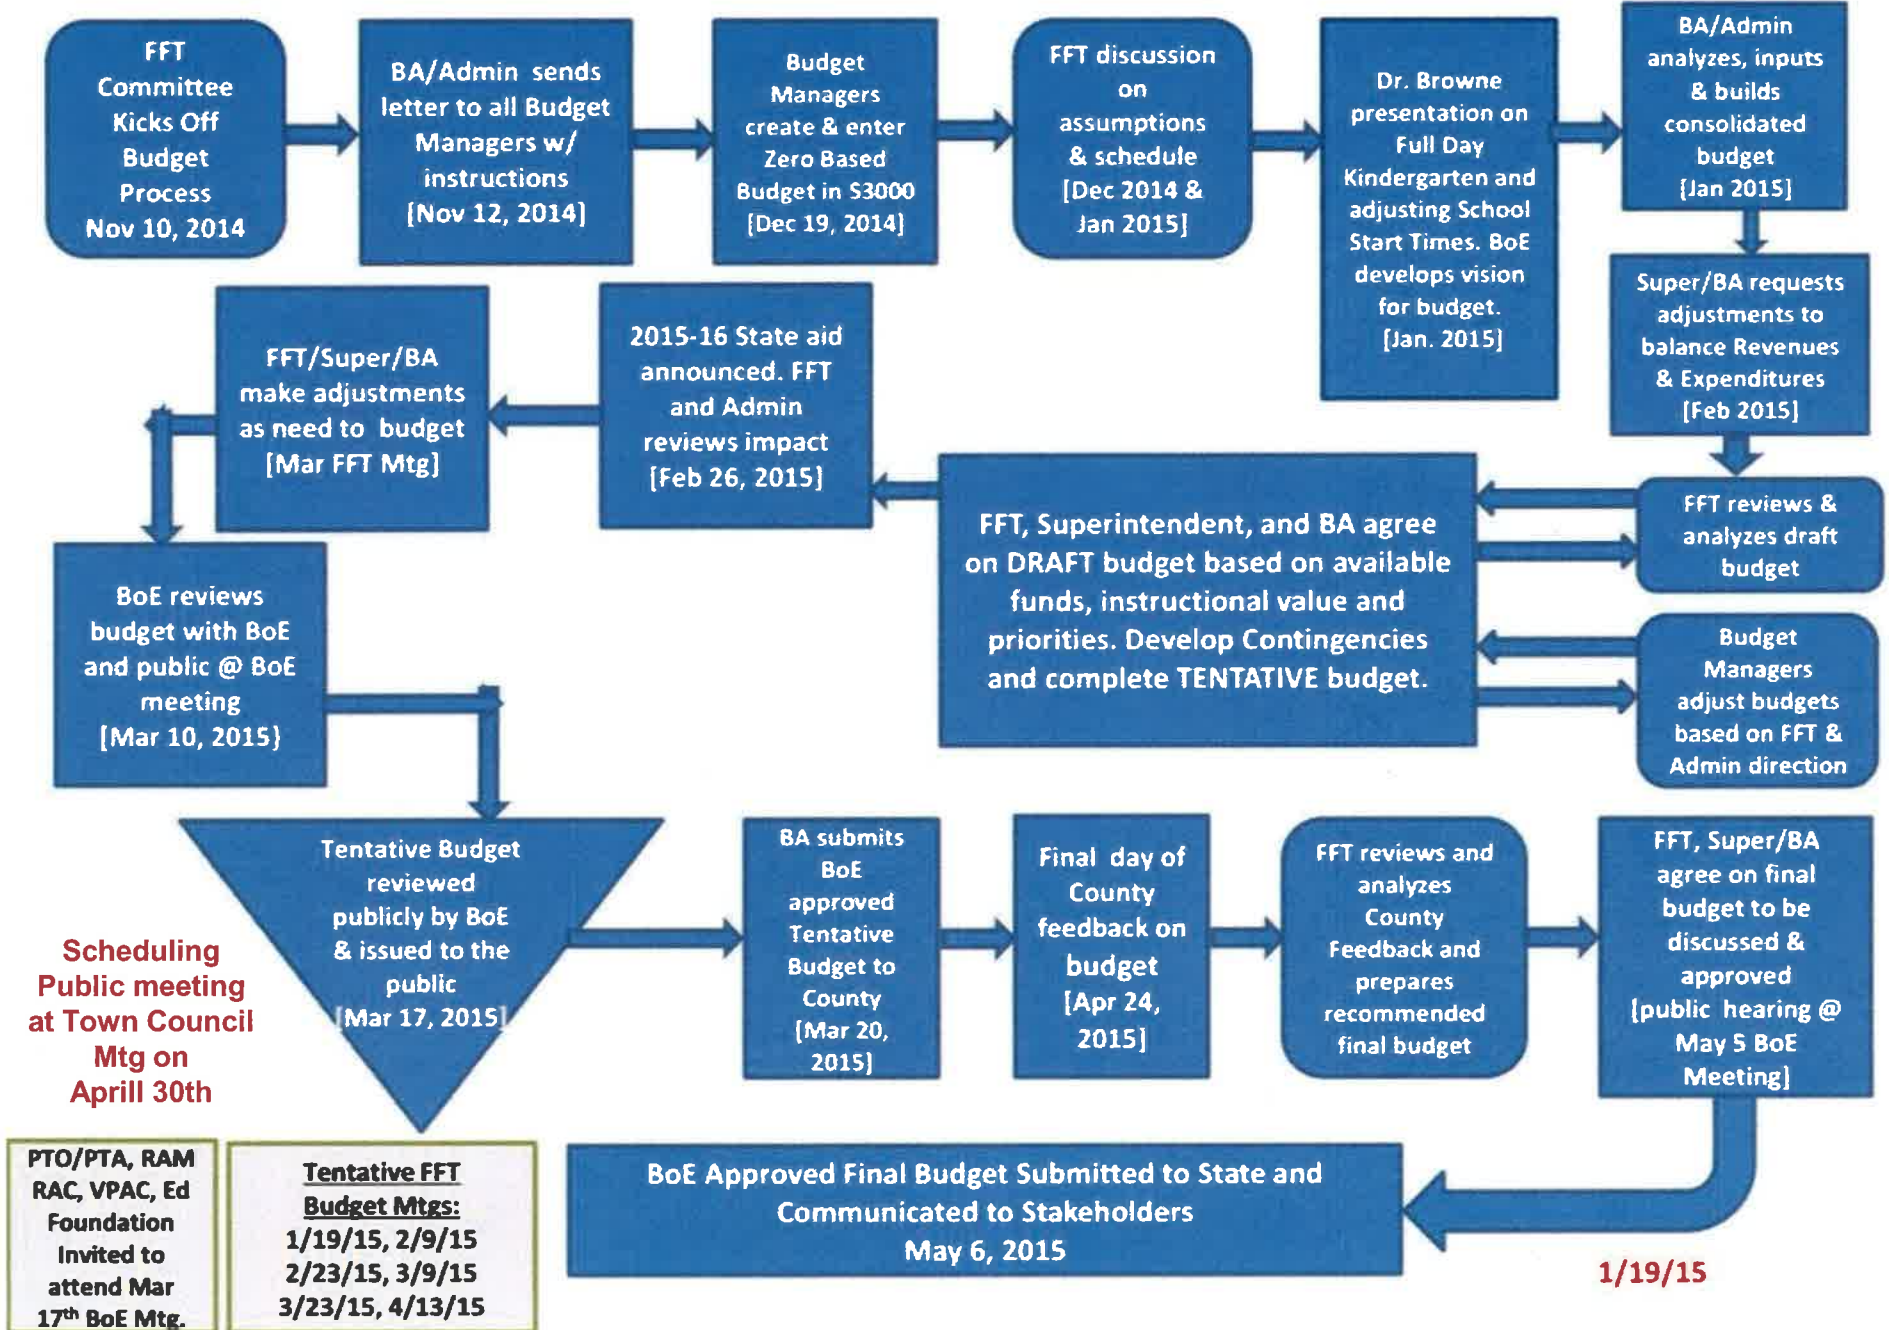 FFT
Committee
Kicks Off
Budget
Process
Nov 10, 2014
BA/Admin sends
letter to all Budget
Managers w/
instructions
[Nov 12, 2014]
Budget
Managers
create & enter
Zero Based
Budget in S3000
[Dec 19, 2014]
FFT discussion
on
assumptions
& schedule
[Dec 2014 &
Jan 2015]
Dr. Browne
presentation on
Full Day
Kindergarten and
adjusting School
Start Times. BoE
develops vision
for budget.
[Jan. 2015]
BA/Admin
analyzes, inputs
& builds
consolidated
budget
[Jan 2015]
Super/BA requests
adjustments to
balance Revenues
& Expenditures
[Feb 2015]
FFT reviews &
analyzes draft
budget
Budget
Managers
adjust budgets
based on FFT &
Admin direction
FFT, Superintendent, and BA agree
on DRAFT budget based on available
funds, instructional value and
priorities. Develop Contingencies
and complete TENTATIVE budget.
2015-16 State aid
announced. FFT
and Admin
reviews impact
[Feb 26, 2015]
FFT/Super/BA
make adjustments
as need to budget
[Mar FFT Mtg]
BoE reviews
budget with BoE
and public @ BoE
meeting
[Mar 10, 2015}
Tentative Budget
reviewed
publicly by BoE
& issued to the
public
[Mar 17, 2015]
BA submits
BoE
approved
Tentative
Budget to
County
[Mar 20,
2015]
Final day of
County
feedback on
budget
[Apr 24,
2015]
FFT reviews and
analyzes
County
Feedback and
prepares
recommended
final budget
FFT, Super/BA
agree on final
budget to be
discussed &
approved
[public hearing @
May 5 BoE
Meeting]
BoE Approved Final Budget Submitted to State and
Communicated to Stakeholders
May 6, 2015
Scheduling
Public meeting
at Town Council
Mtg on
Aprill 30th
PTO/PTA, RAM
RAC, VPAC, Ed
Foundation
Invited to
attend Mar
17th BoE Mtg.
Tentative FFT
Budget Mtgs:
1/19/15, 2/9/15
2/23/15, 3/9/15
3/23/15, 4/13/15
1/19/15